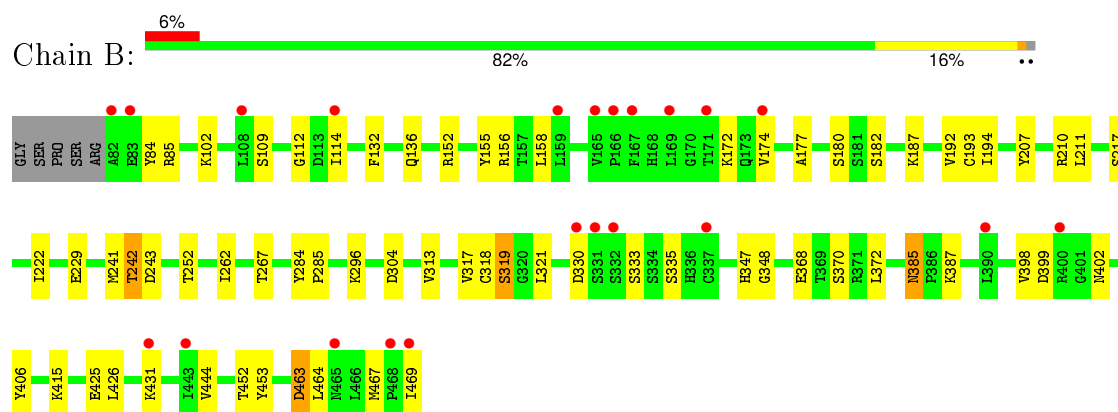 6%
Chain B:
82% 16% ••
GLY SER PRO SER ARG A82 E83 Y84 R85 K102 L108 S109 G112 D113 I114 F132 Q136 R152 Y155 R156 T157 L158 L159 V165 P166 F167 H168 L169 G170 T171 K172 Q173 V174 A177 S180 S181 S182 K187 V192 C193 I194 Y207 R210 L211 S217
I222 E229 M241 T242 D243 T252 I262 T267 Y284 P285 K296 D304 V313 V317 C318 S319 G320 L321 D330 S331 S332 S333 S334 S335 H336 C337 H347 G348 E368 T369 S370 R371 L372 N385 P386 K387 L390 V398 D399 R400 G401 N402
Y406 K415 E425 L426 K431 I443 V444 T452 Y453 D463 L464 N465 L466 M467 P468 I469